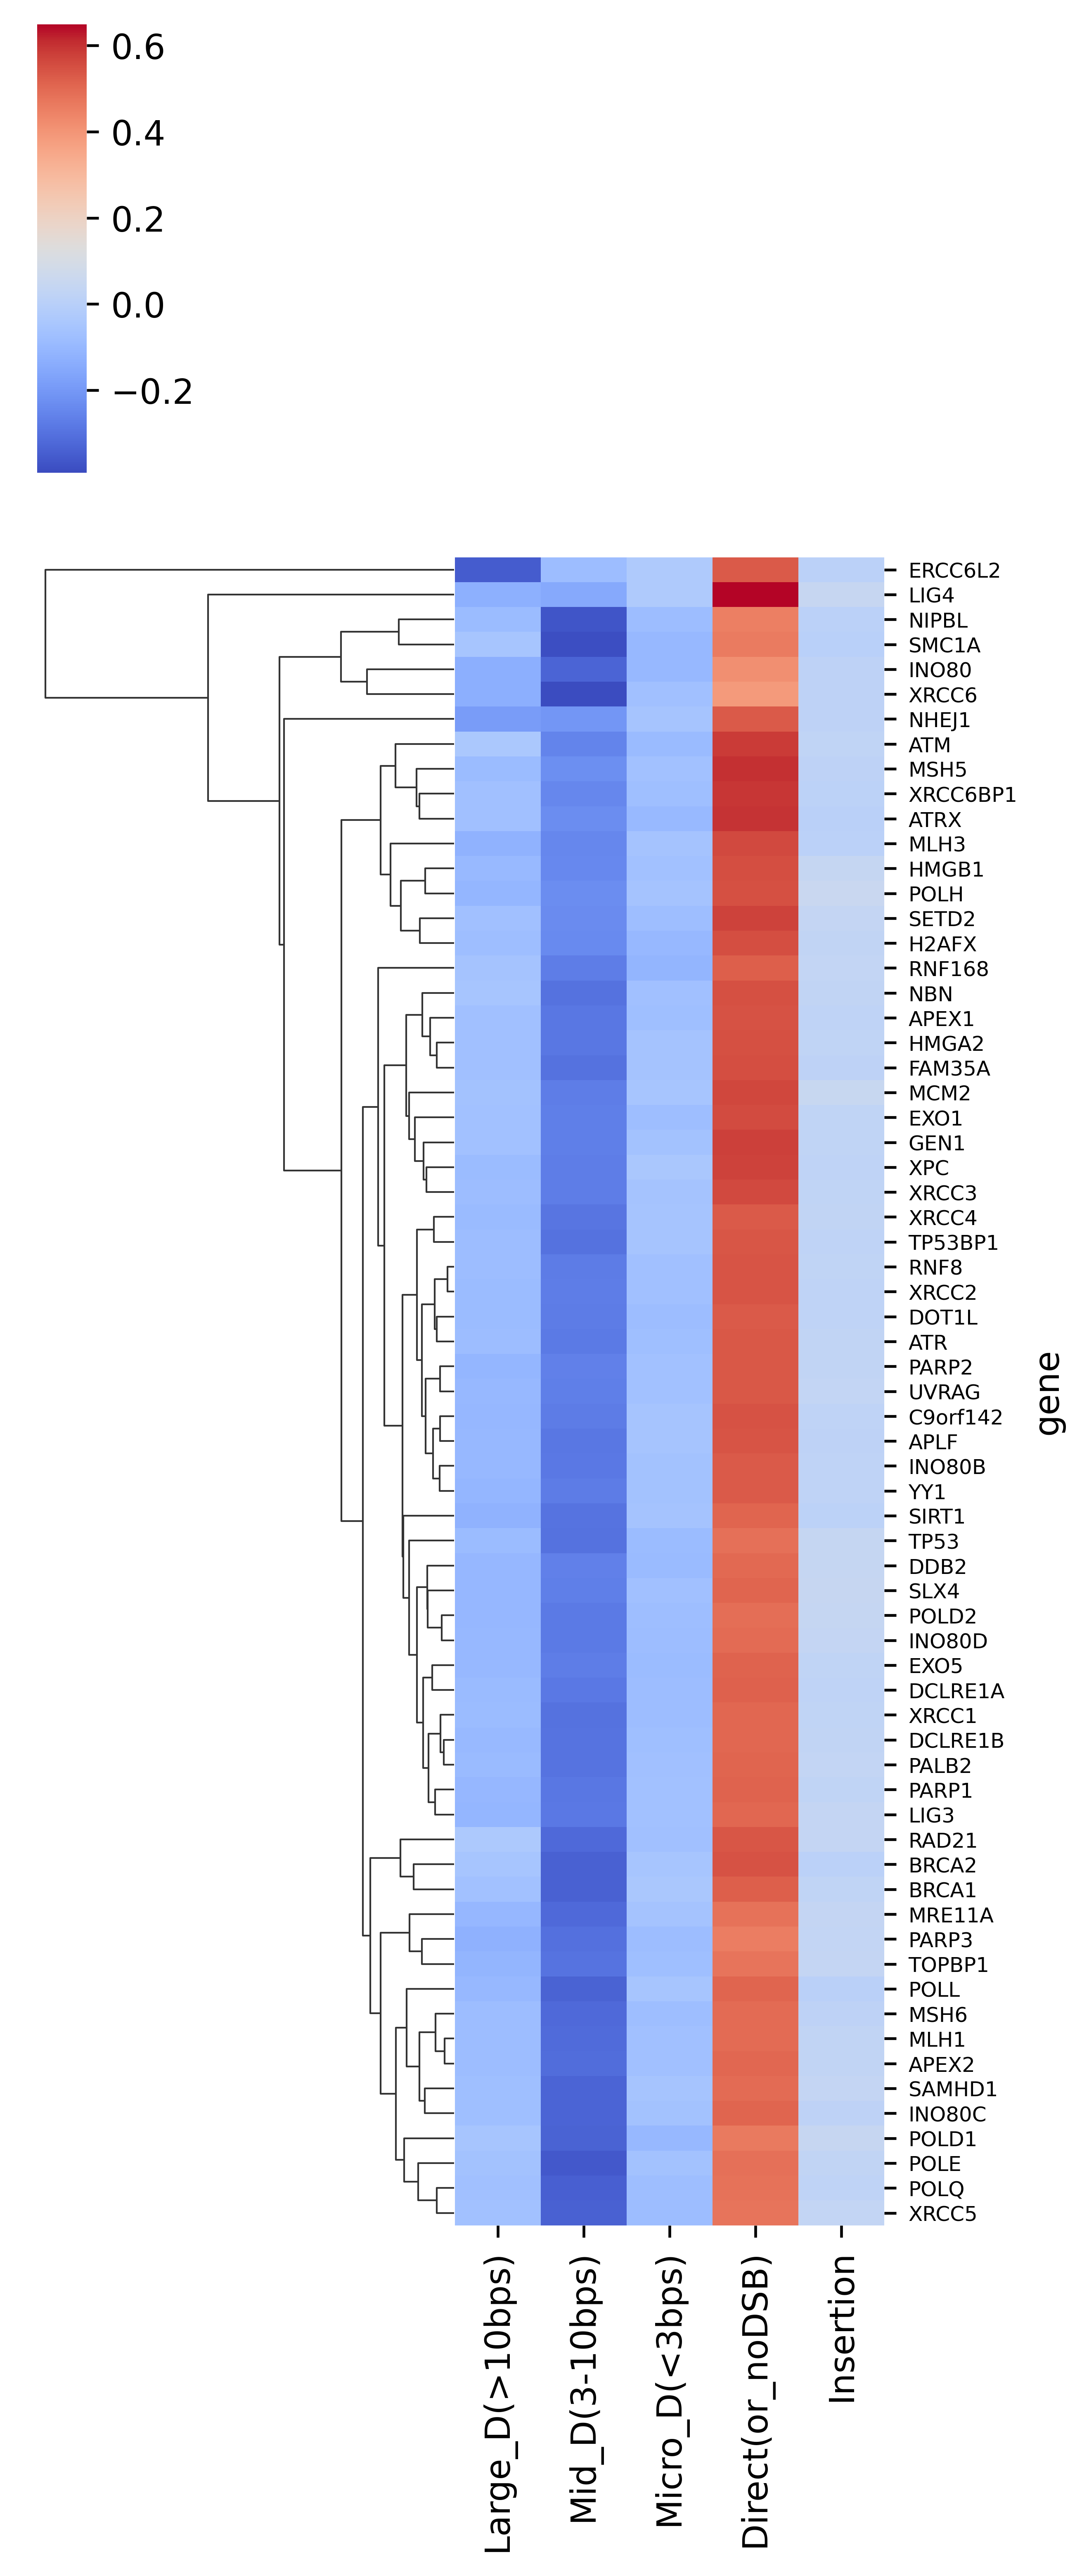 0.6
0.4
0.2
0.0
−0.2
ERCC6L2
LIG4
NIPBL
SMC1A
INO80
XRCC6
NHEJ1
ATM
MSH5
XRCC6BP1
ATRX
MLH3
HMGB1
POLH
SETD2
H2AFX
RNF168
NBN
APEX1
HMGA2
FAM35A
MCM2
EXO1
GEN1
XPC
XRCC3
XRCC4
TP53BP1
RNF8
XRCC2
DOT1L
ATR
PARP2
UVRAG
C9orf142
APLF
INO80B
YY1
SIRT1
TP53
DDB2
SLX4
POLD2
INO80D
EXO5
DCLRE1A
XRCC1
DCLRE1B
PALB2
PARP1
LIG3
RAD21
BRCA2
BRCA1
MRE11A
PARP3
TOPBP1
POLL
MSH6
MLH1
APEX2
SAMHD1
INO80C
POLD1
POLE
POLQ
XRCC5
gene
Large_D(>10bps)
Mid_D(3-10bps)
Micro_D(<3bps)
Direct(or_noDSB)
Insertion